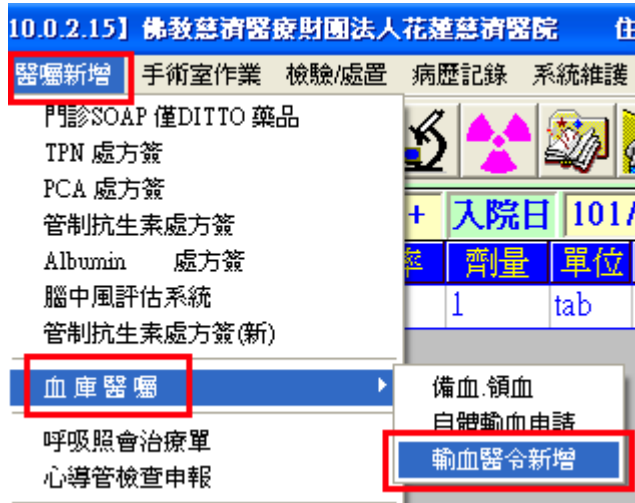 10.0.2.15】佛教慈濟醫療財團法人花蓮慈濟醫院 住
醫囑新增 手術室作業 檢驗/處置 病歷記錄 系統維護
門診SOAP 僅DITTO 藥品
TPN 處方簽
PCA 處方簽
管制抗生素處方簽
Albumin 處方簽
腦中風評估系統
管制抗生素處方簽(新)
血庫醫囑
呼吸照會治療單
心導管檢查申報
備血.領血
自體輸血申請
輸血醫令新增
+ 入院日 101/
率 劑量 單位
1 tab